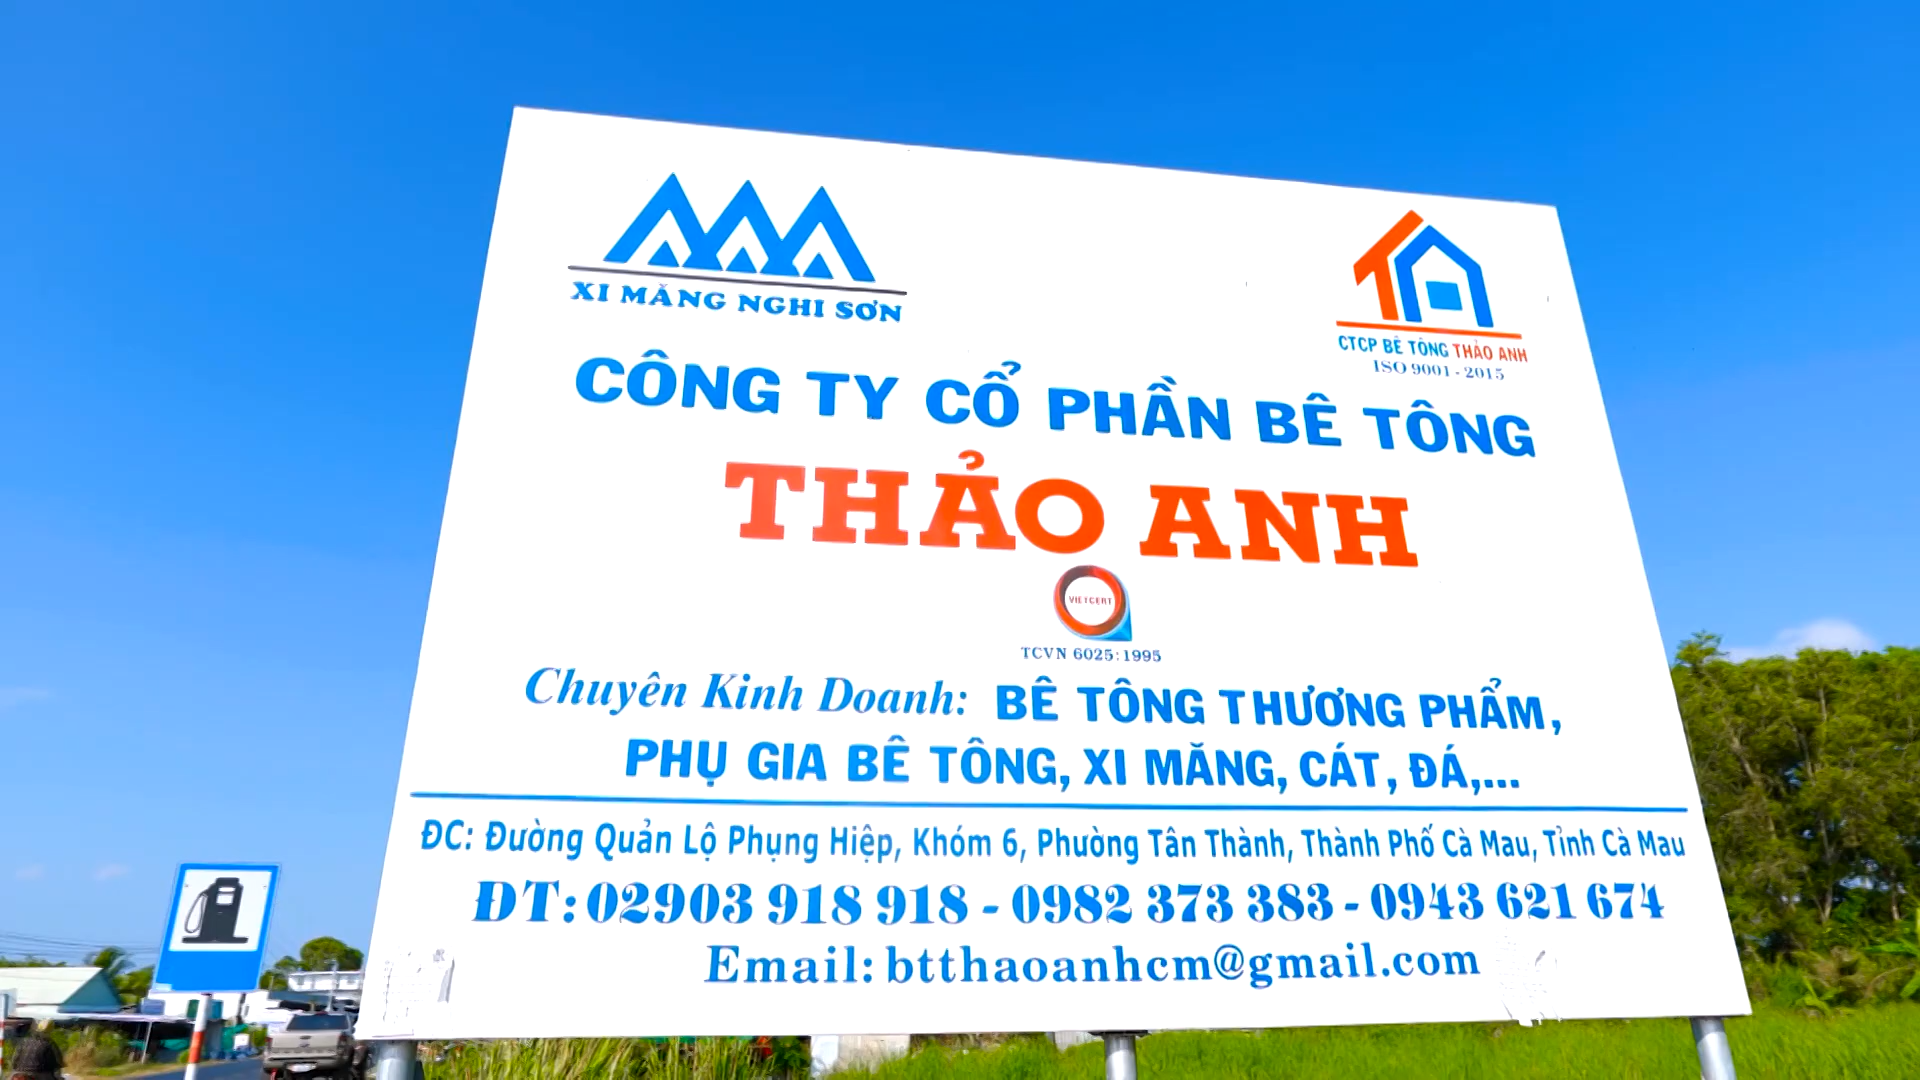 XI MĂNG NGHI SƠN
CTCP BÊ TÔNG THẢO ANH
ISO 9001 - 2015
CÔNG TY CỔ PHẦN BÊ TÔNG
THẢO ANH
VIETCERT
TCVN 6025:1995
Chuyên Kinh Doanh: BÊ TÔNG THƯƠNG PHẨM,
PHỤ GIA BÊ TÔNG, XI MĂNG, CÁT, ĐÁ,...
ĐC: Đường Quản Lộ Phụng Hiệp, Khóm 6, Phường Tân Thành, Thành Phố Cà Mau, Tỉnh Cà Mau
ĐT: 02903 918 918 - 0982 373 383 - 0943 621 674
Email: btthaoanhcm@gmail.com